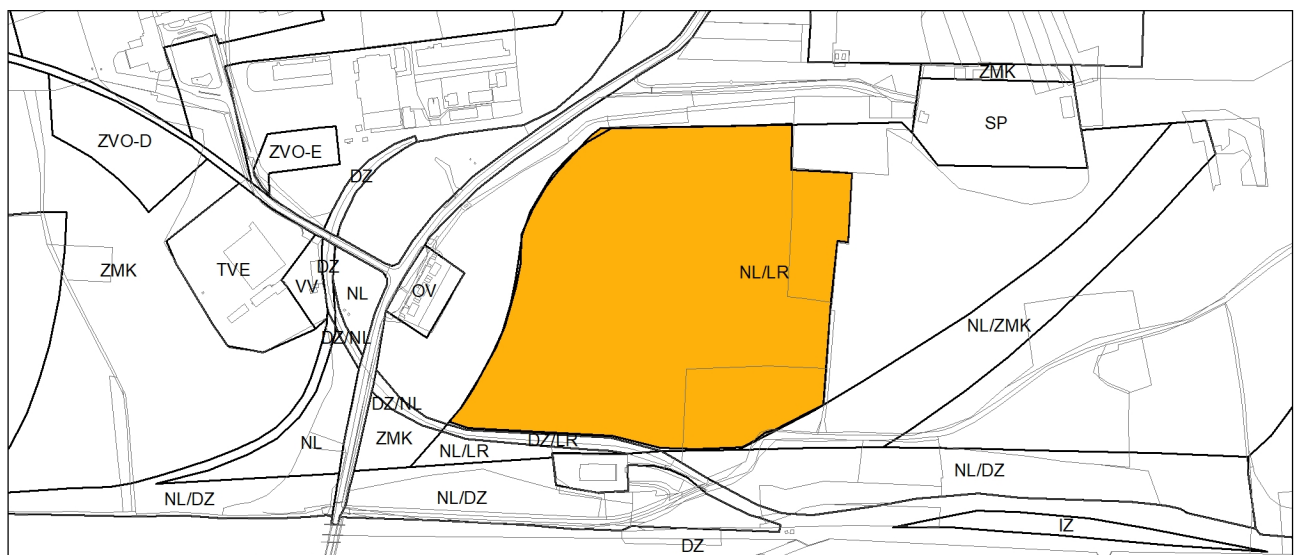 ZMK
SP
ZVO-D
ZVO-E
DZ
ZMK
TVE
DZ
VV
NL
OV
NL/LR
NL/ZMK
DZ/NL
DZ/NL
NL
ZMK
NL/LR
DZ/LR
NL/DZ
NL/DZ
NL/DZ
IZ
DZ